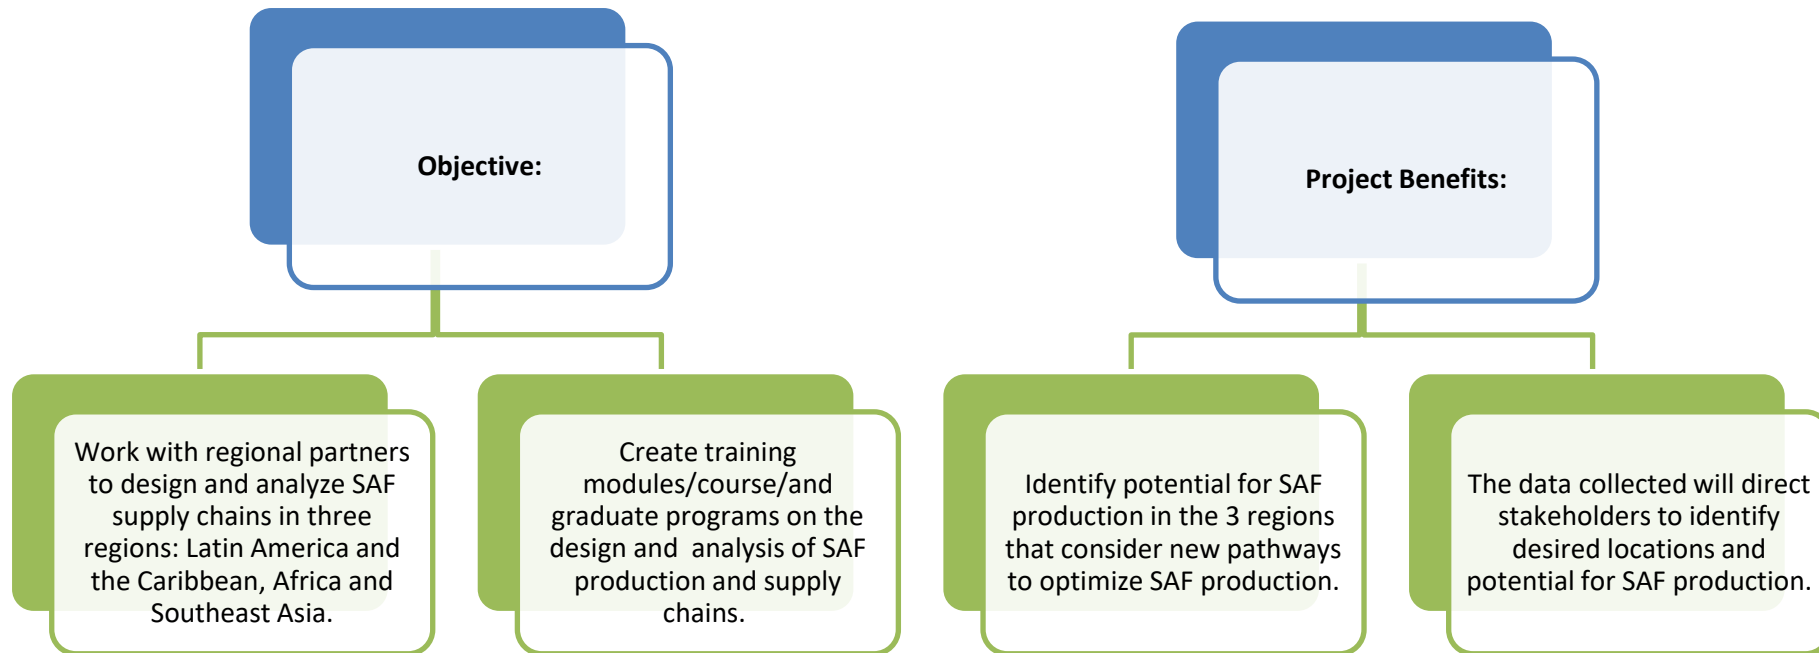 Objective:
Work with regional partners
to design and analyze SAF
supply chains in three
regions: Latin America and
the Caribbean, Africa and
Southeast Asia.
Create training
modules/course/and
graduate programs on the
design and  analysis of SAF
production and supply
chains.
Project Benefits:
Identify potential for SAF
production in the 3 regions
that consider new pathways
to optimize SAF production.
The data collected will direct
stakeholders to identify
desired locations and
potential for SAF production.